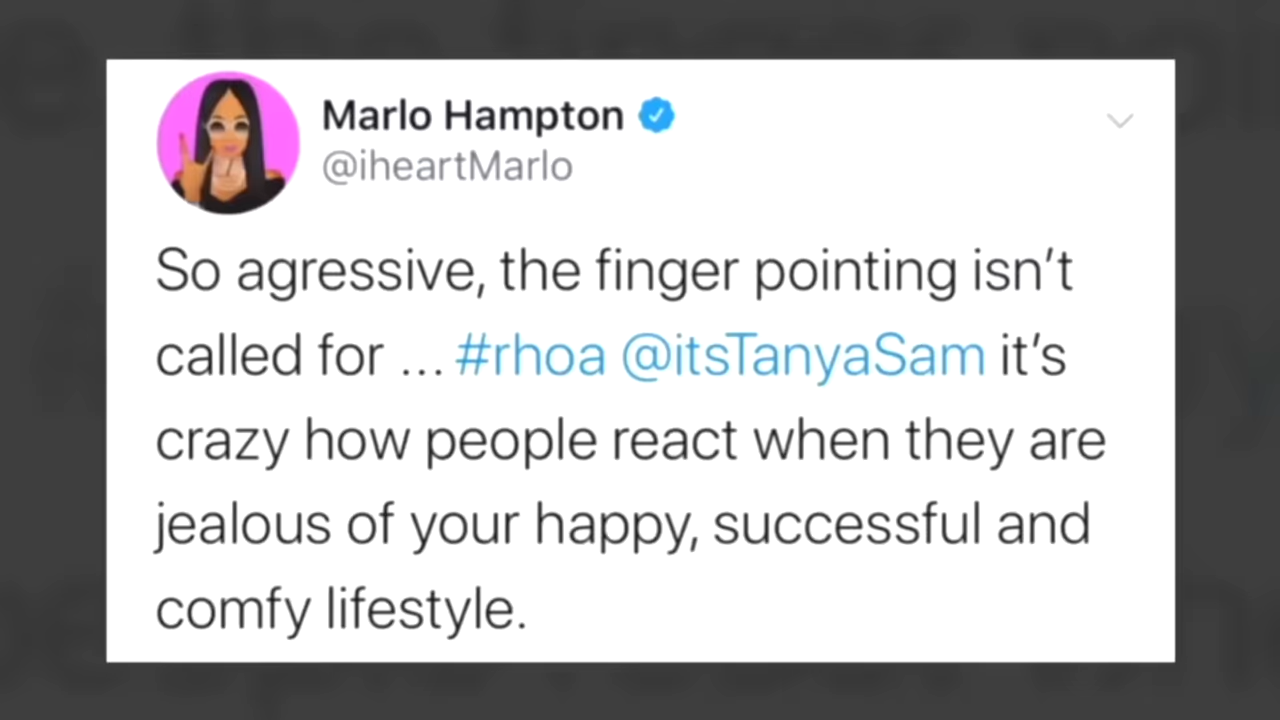 Marlo Hampton
@iheartMarlo
So agressive, the finger pointing isn't
called for ... #rhoa @itsTanyaSam it's
crazy how people react when they are
jealous of your happy, successful and
comfy lifestyle.